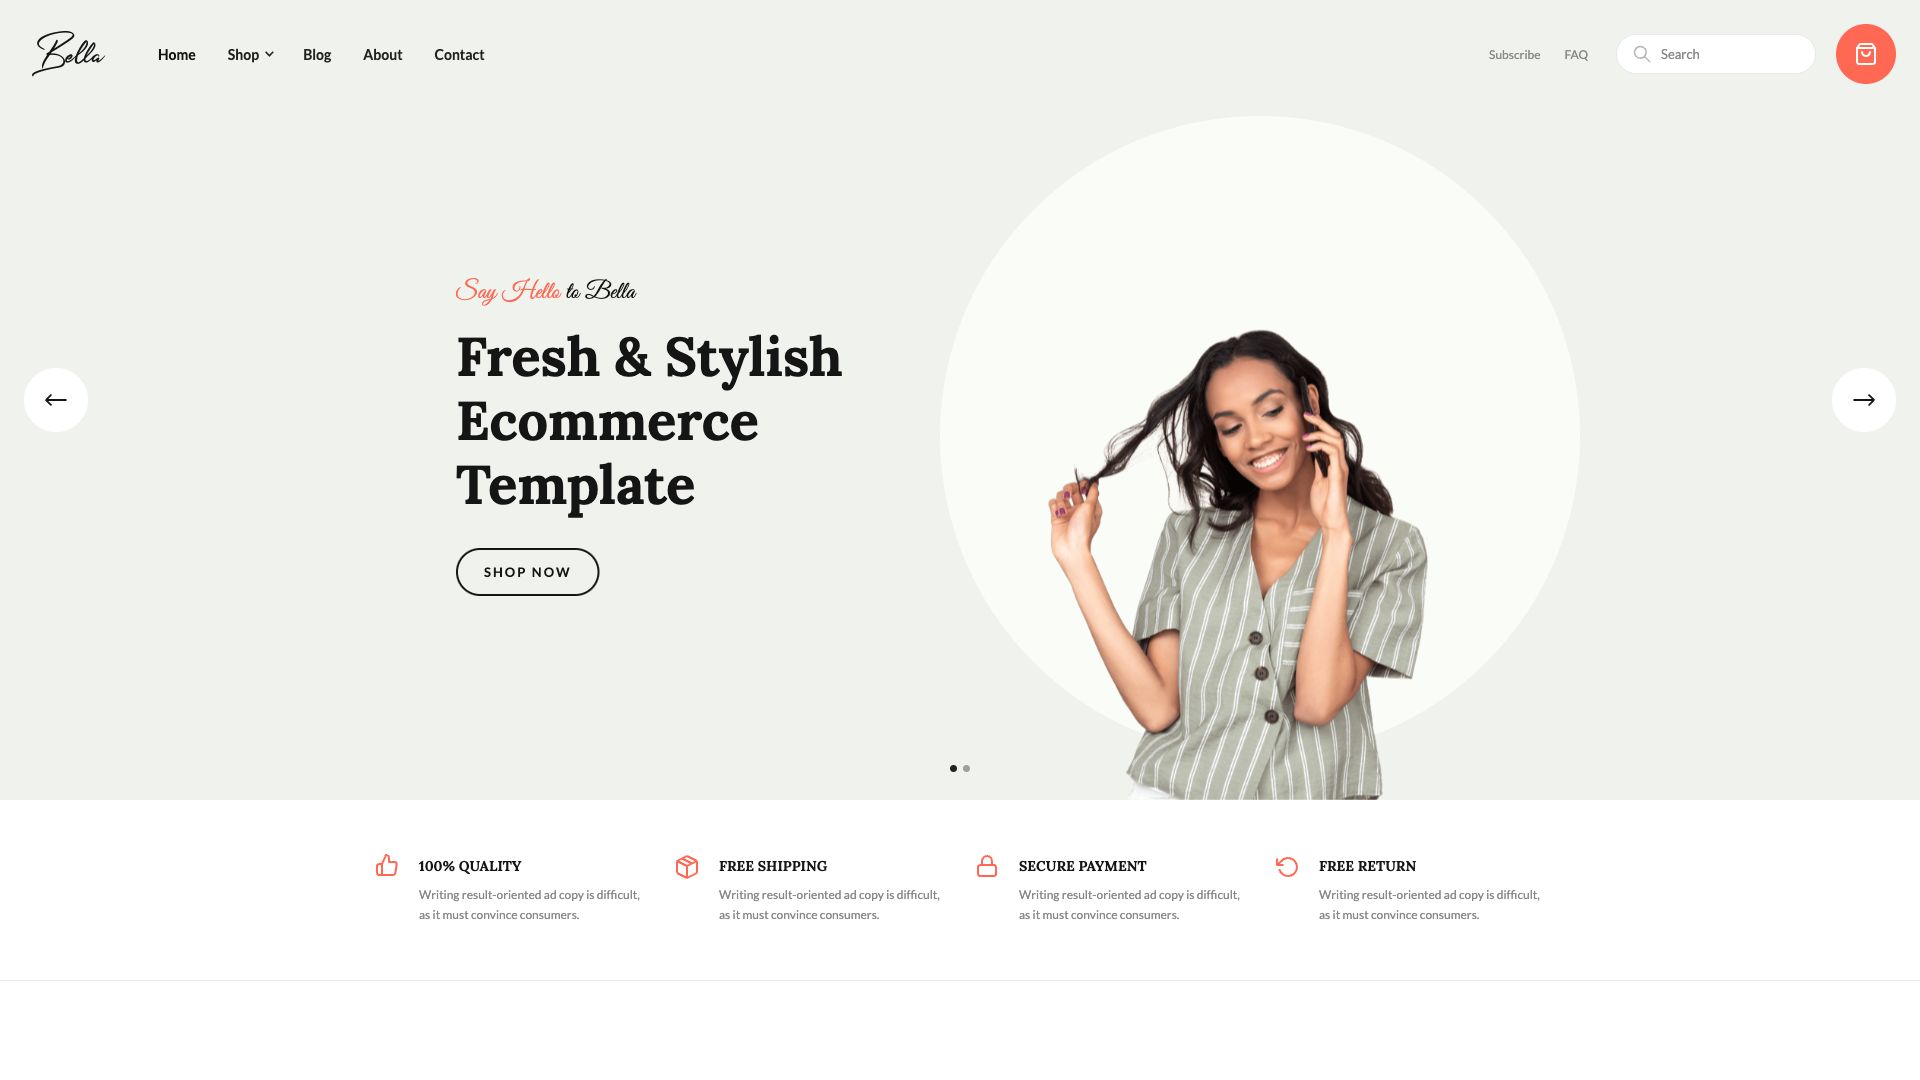 Bella
Home Shop Blog About Contact
Subscribe FAQ Search
Say Hello to Bella
Fresh & Stylish
Ecommerce
Template
SHOP NOW
100% QUALITY
Writing result-oriented ad copy is difficult,
as it must convince consumers.
FREE SHIPPING
Writing result-oriented ad copy is difficult,
as it must convince consumers.
SECURE PAYMENT
Writing result-oriented ad copy is difficult,
as it must convince consumers.
FREE RETURN
Writing result-oriented ad copy is difficult,
as it must convince consumers.